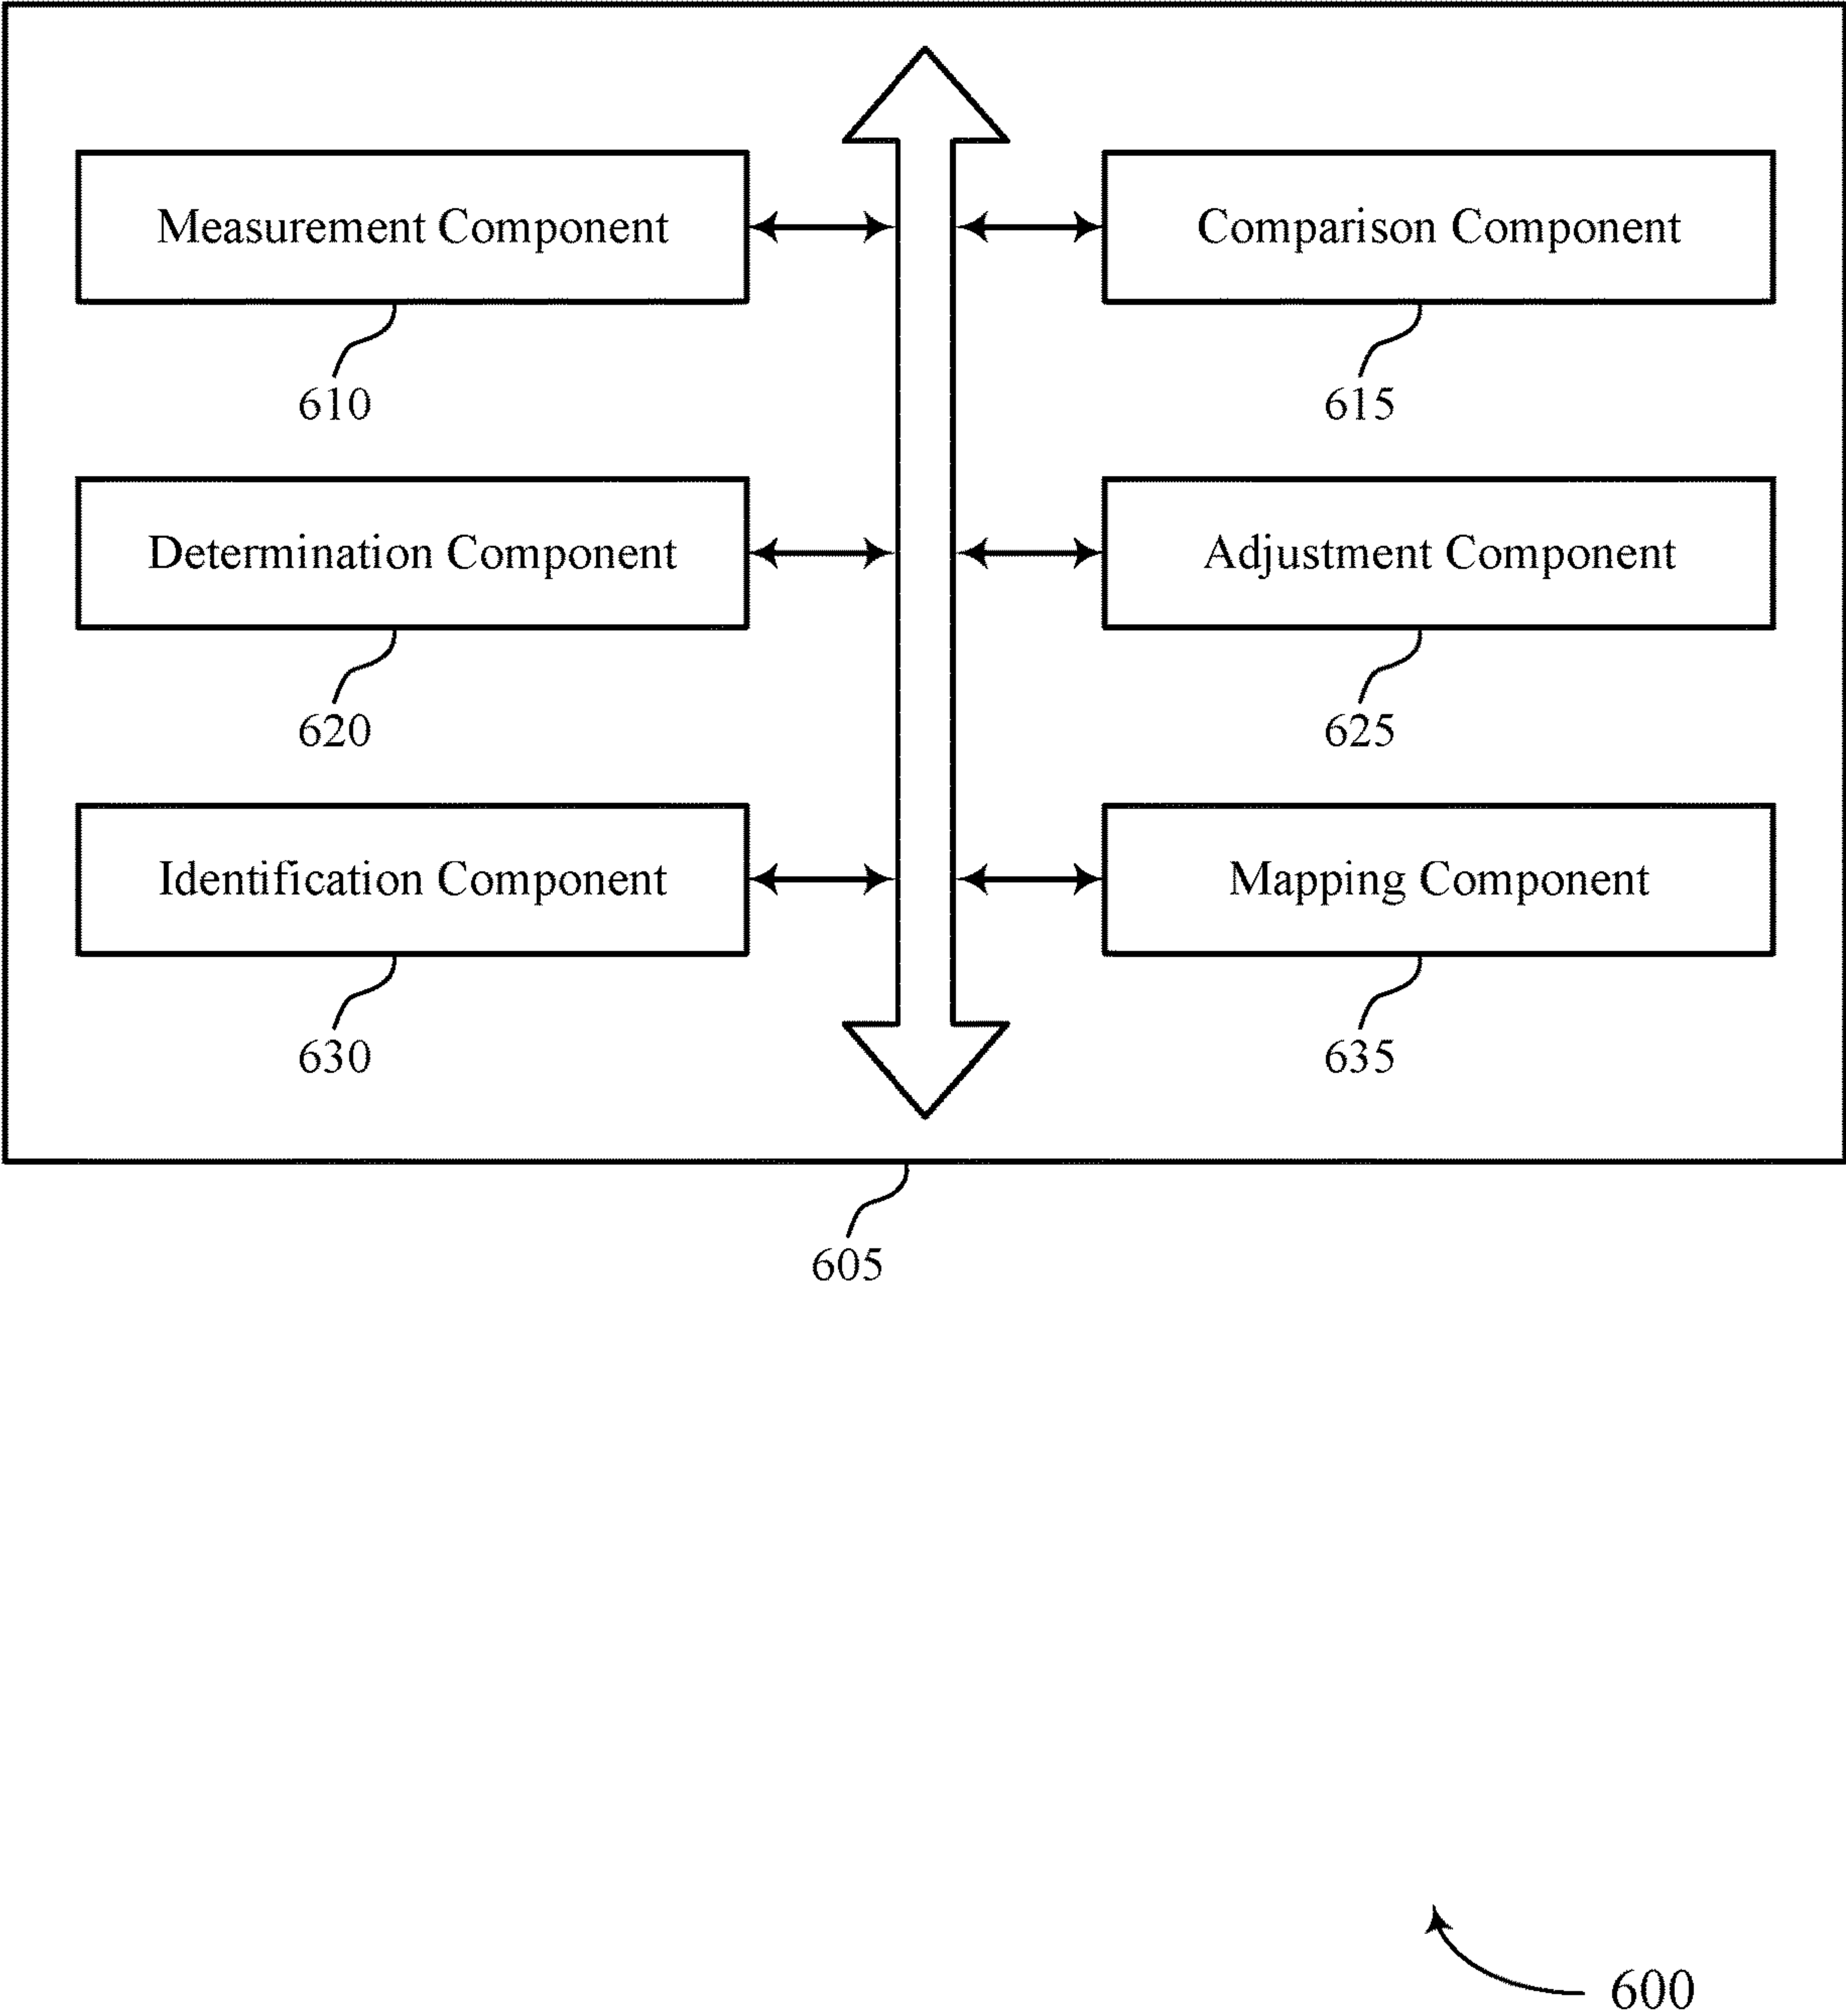 Measurement Component
Comparison Component
610
615
Determination Component
Adjustment Component
620
625
Identification Component
Mapping Component
630
635
605
600